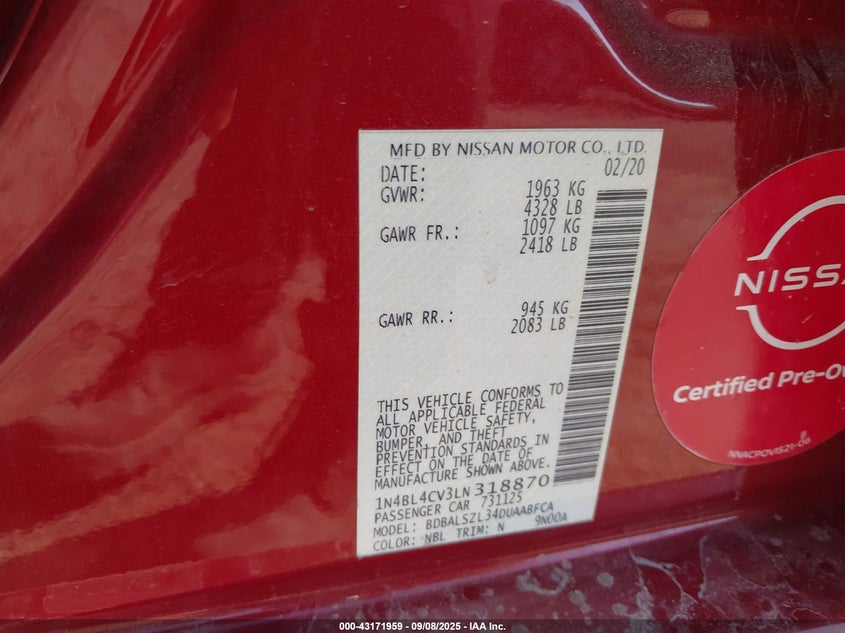 MFD BY NISSAN MOTOR CO., LTD.
DATE: 02/20
GVWR: 1963 KG
4328 LB
GAWR FR.: 1097 KG
2418 LB
GAWR RR.: 945 KG
2083 LB
THIS VEHICLE CONFORMS TO
ALL APPLICABLE FEDERAL
MOTOR VEHICLE SAFETY,
BUMPER, AND THEFT
PREVENTION STANDARDS IN
EFFECT ON THE DATE OF
MANUFACTURE SHOWN ABOVE.
1N4BL4CV3LN318870
PASSENGER CAR 731125
MODEL: BDBALSZL34DUAABFCA
COLOR: NBL TRIM: N 9N00A
NISSA
Certified Pre-Ow
NNACPOVIS21-06
000-43171959 - 09/08/2025 - IAA Inc.